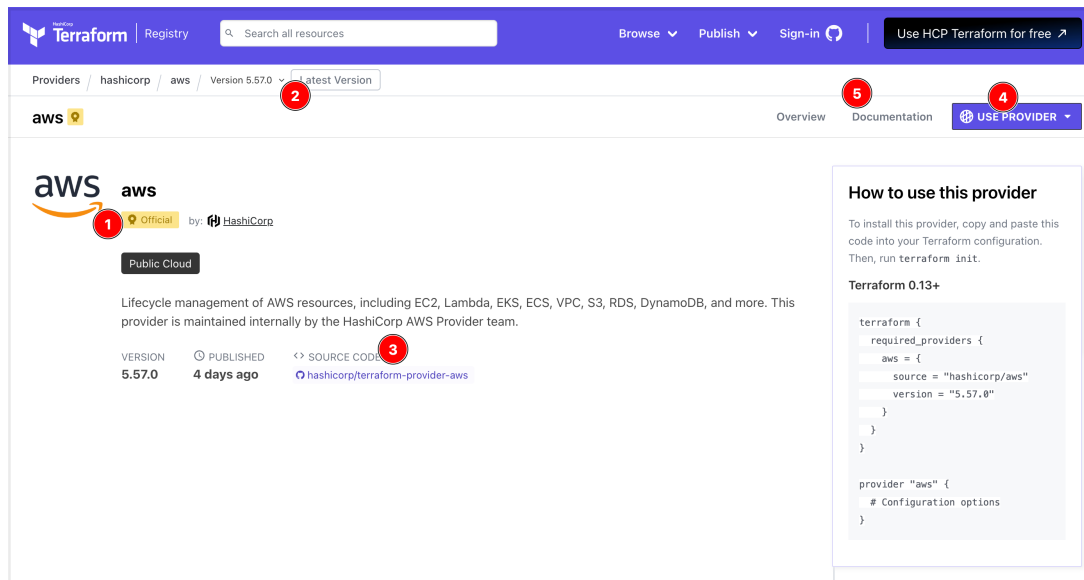 HashiCorp
Terraform
Registry
Search all resources
Browse
Publish
Sign-in
Use HCP Terraform for free
Providers / hashicorp / aws / Version 5.57.0
Latest Version
2
5
4
aws
Overview
Documentation
USE PROVIDER
aws
aws
1
Official
by: HashiCorp
Public Cloud
Lifecycle management of AWS resources, including EC2, Lambda, EKS, ECS, VPC, S3, RDS, DynamoDB, and more. This
provider is maintained internally by the HashiCorp AWS Provider team.
3
VERSION
5.57.0
PUBLISHED
4 days ago
<> SOURCE CODE
hashicorp/terraform-provider-aws
How to use this provider
To install this provider, copy and paste this
code into your Terraform configuration.
Then, run terraform init.
Terraform 0.13+
terraform {
  required_providers {
    aws = {
      source = "hashicorp/aws"
      version = "5.57.0"
    }
  }
}
provider "aws" {
  # Configuration options
}